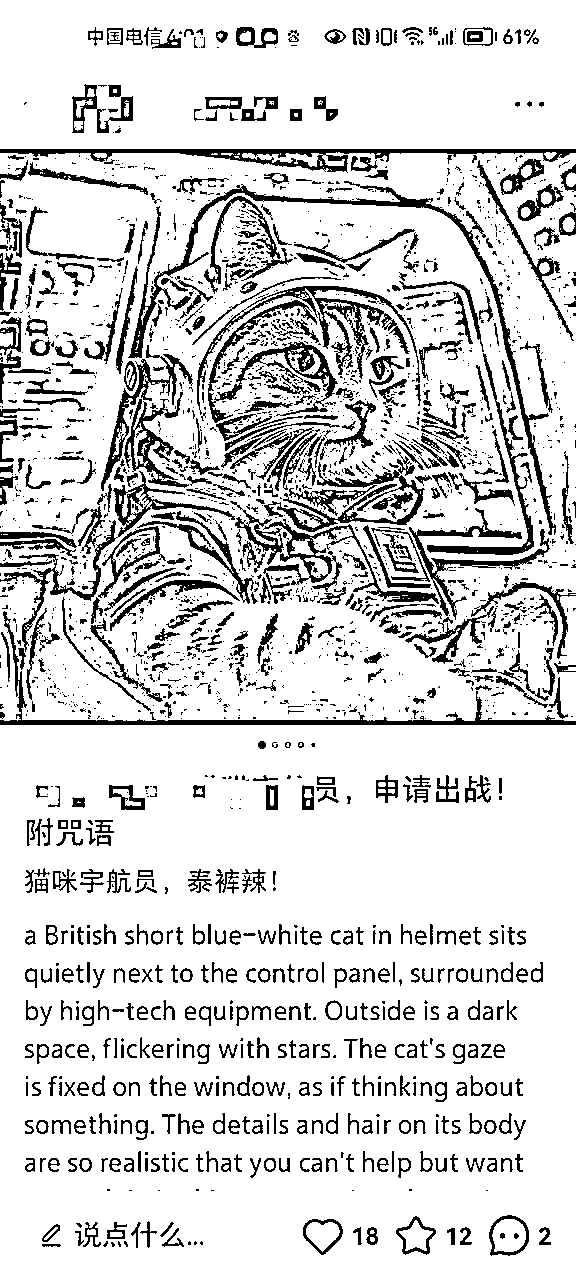 中国电信
61%
员，申请出战！
附咒语
猫咪宇航员，泰裤辣！
a British short blue-white cat in helmet sits
quietly next to the control panel, surrounded
by high-tech equipment. Outside is a dark
space, flickering with stars. The cat's gaze
is fixed on the window, as if thinking about
something. The details and hair on its body
are so realistic that you can't help but want
说点什么...
18
12
2